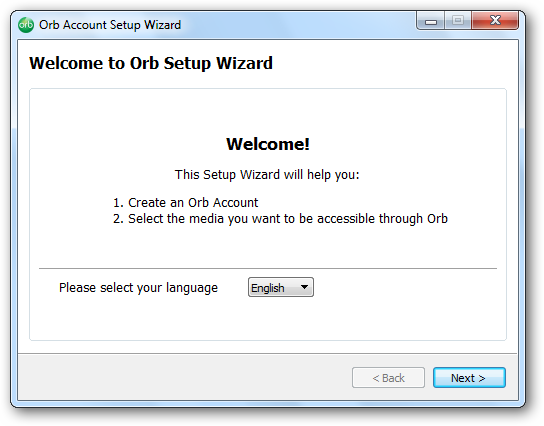 orb Orb Account Setup Wizard
Welcome to Orb Setup Wizard
Welcome!
This Setup Wizard will help you:
1. Create an Orb Account
2. Select the media you want to be accessible through Orb
Please select your language English
< Back Next >